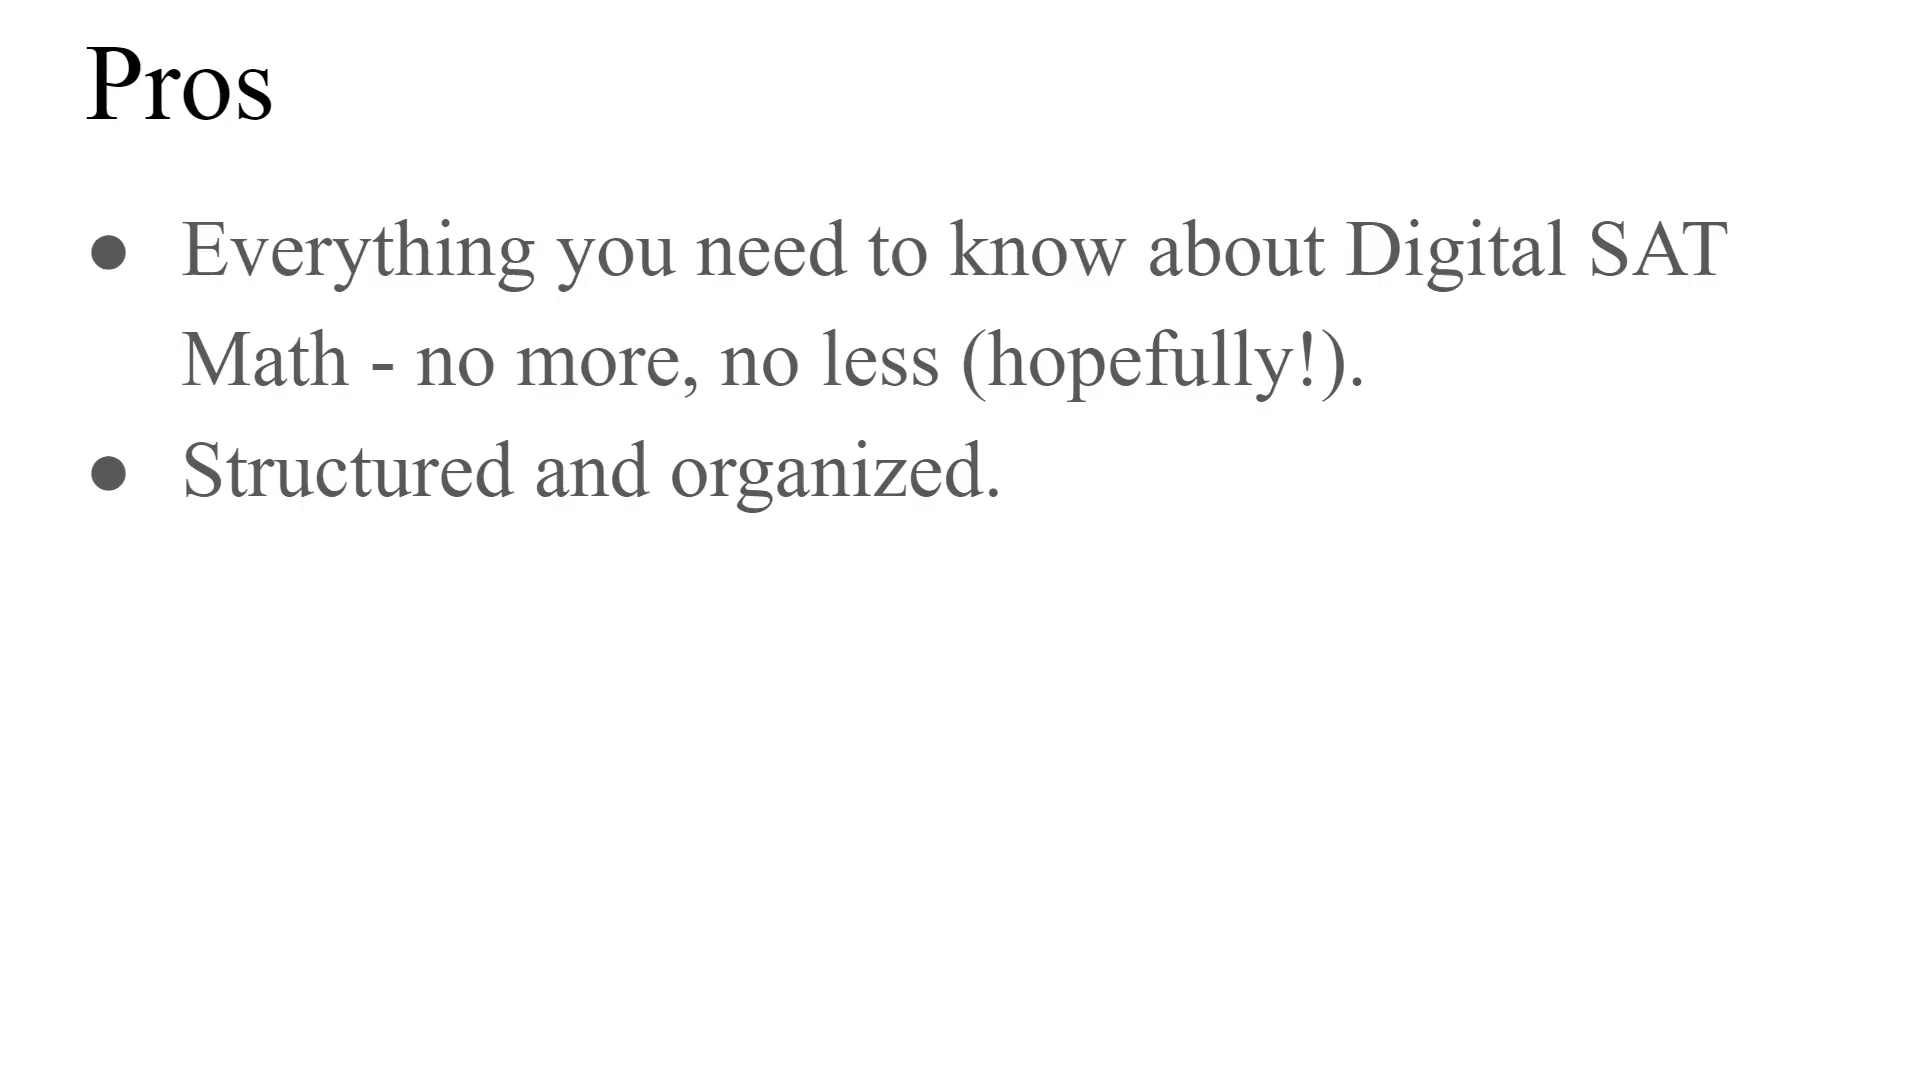 Pros
● Everything you need to know about Digital SAT
Math - no more, no less (hopefully!).
● Structured and organized.